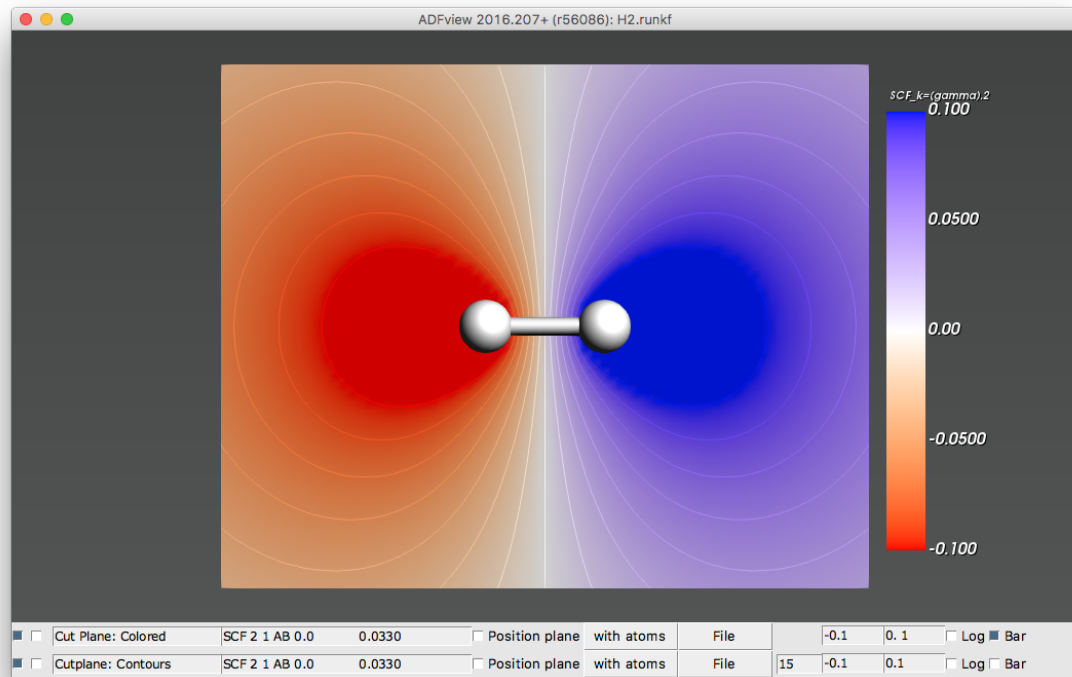 ADFview 2016.207+ (r56086): H2.runkf
SCF_k=(gamma),2
0.100
0.0500
0.00
-0.0500
-0.100
Cut Plane: Colored SCF 2 1 AB 0.0 0.0330 Position plane with atoms File -0.1 0. 1 Log Bar
Cutplane: Contours SCF 2 1 AB 0.0 0.0330 Position plane with atoms File 15 -0.1 0.1 Log Bar